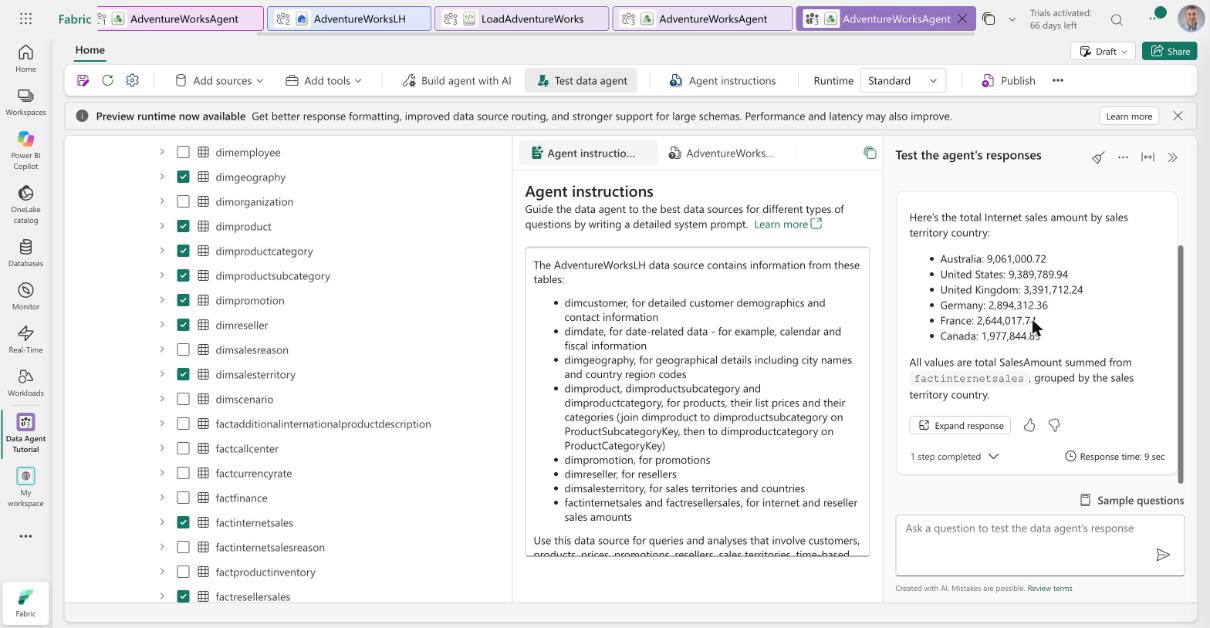 Fabric
AdventureWorksAgent
AdventureWorksLH
LoadAdventureWorks
AdventureWorksAgent
AdventureWorksAgent
Trials activated:
66 days left
Home
Draft
Share
Add sources
Add tools
Build agent with AI
Test data agent
Agent instructions
Runtime
Standard
Publish
Preview runtime now available Get better response formatting, improved data source routing, and stronger support for large schemas. Performance and latency may also improve.
Learn more
Home
Workspaces
Power BI
Copilot
OneLake
catalog
Databases
Monitor
Real-Time
Workloads
Data Agent
Tutorial
My
workspace
Fabric
dimemployee
dimgeography
dimorganization
dimproduct
dimproductcategory
dimproductsubcategory
dimpromotion
dimreseller
dimsalesreason
dimsalesterritory
dimscenario
factadditionalinternationalproductdescription
factcallcenter
factcurrencyrate
factfinance
factinternetsales
factinternetsalesreason
factproductinventory
factresellersales
Agent instructio...
AdventureWorks...
Agent instructions
Guide the data agent to the best data sources for different types of
questions by writing a detailed system prompt. Learn more
The AdventureWorksLH data source contains information from these
tables:
• dimcustomer, for detailed customer demographics and
contact information
• dimdate, for date-related data - for example, calendar and
fiscal information
• dimgeography, for geographical details including city names
and country region codes
• dimproduct, dimproductsubcategory and
dimproductcategory, for products, their list prices and their
categories (join dimproduct to dimproductsubcategory on
ProductSubcategoryKey, then to dimproductcategory on
ProductCategoryKey)
• dimpromotion, for promotions
• dimreseller, for resellers
• dimsalesterritory, for sales territories and countries
• factinternetsales and factresellersales, for internet and reseller
sales amounts
Use this data source for queries and analyses that involve customers,
products, prices, promotions, resellers, sales territories, time-based
Test the agent's responses
Here's the total Internet sales amount by sales
territory country:
• Australia: 9,061,000.72
• United States: 9,389,789.94
• United Kingdom: 3,391,712.24
• Germany: 2,894,312.36
• France:
• Canada:
All values are total SalesAmount summed from
factinternetsales, grouped by the sales
territory country.
Expand response
1 step completed
Response time: 9 sec
Sample questions
Ask a question to test the data agent's response
Created with AI. Mistakes are possible. Review terms